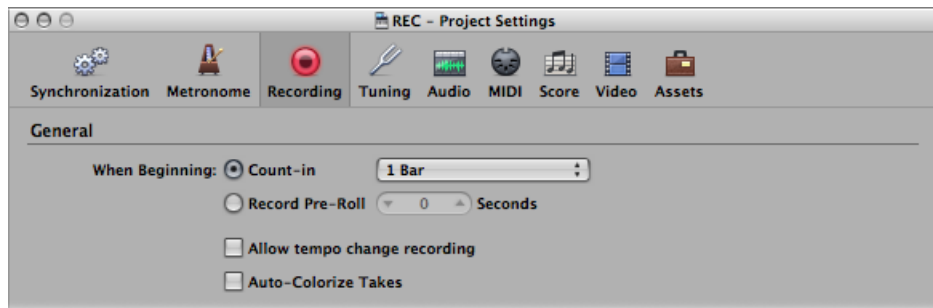 REC – Project Settings
Synchronization Metronome Recording Tuning Audio MIDI Score Video Assets
General
When Beginning: Count-in 1 Bar
Record Pre-Roll 0 Seconds
Allow tempo change recording
Auto-Colorize Takes